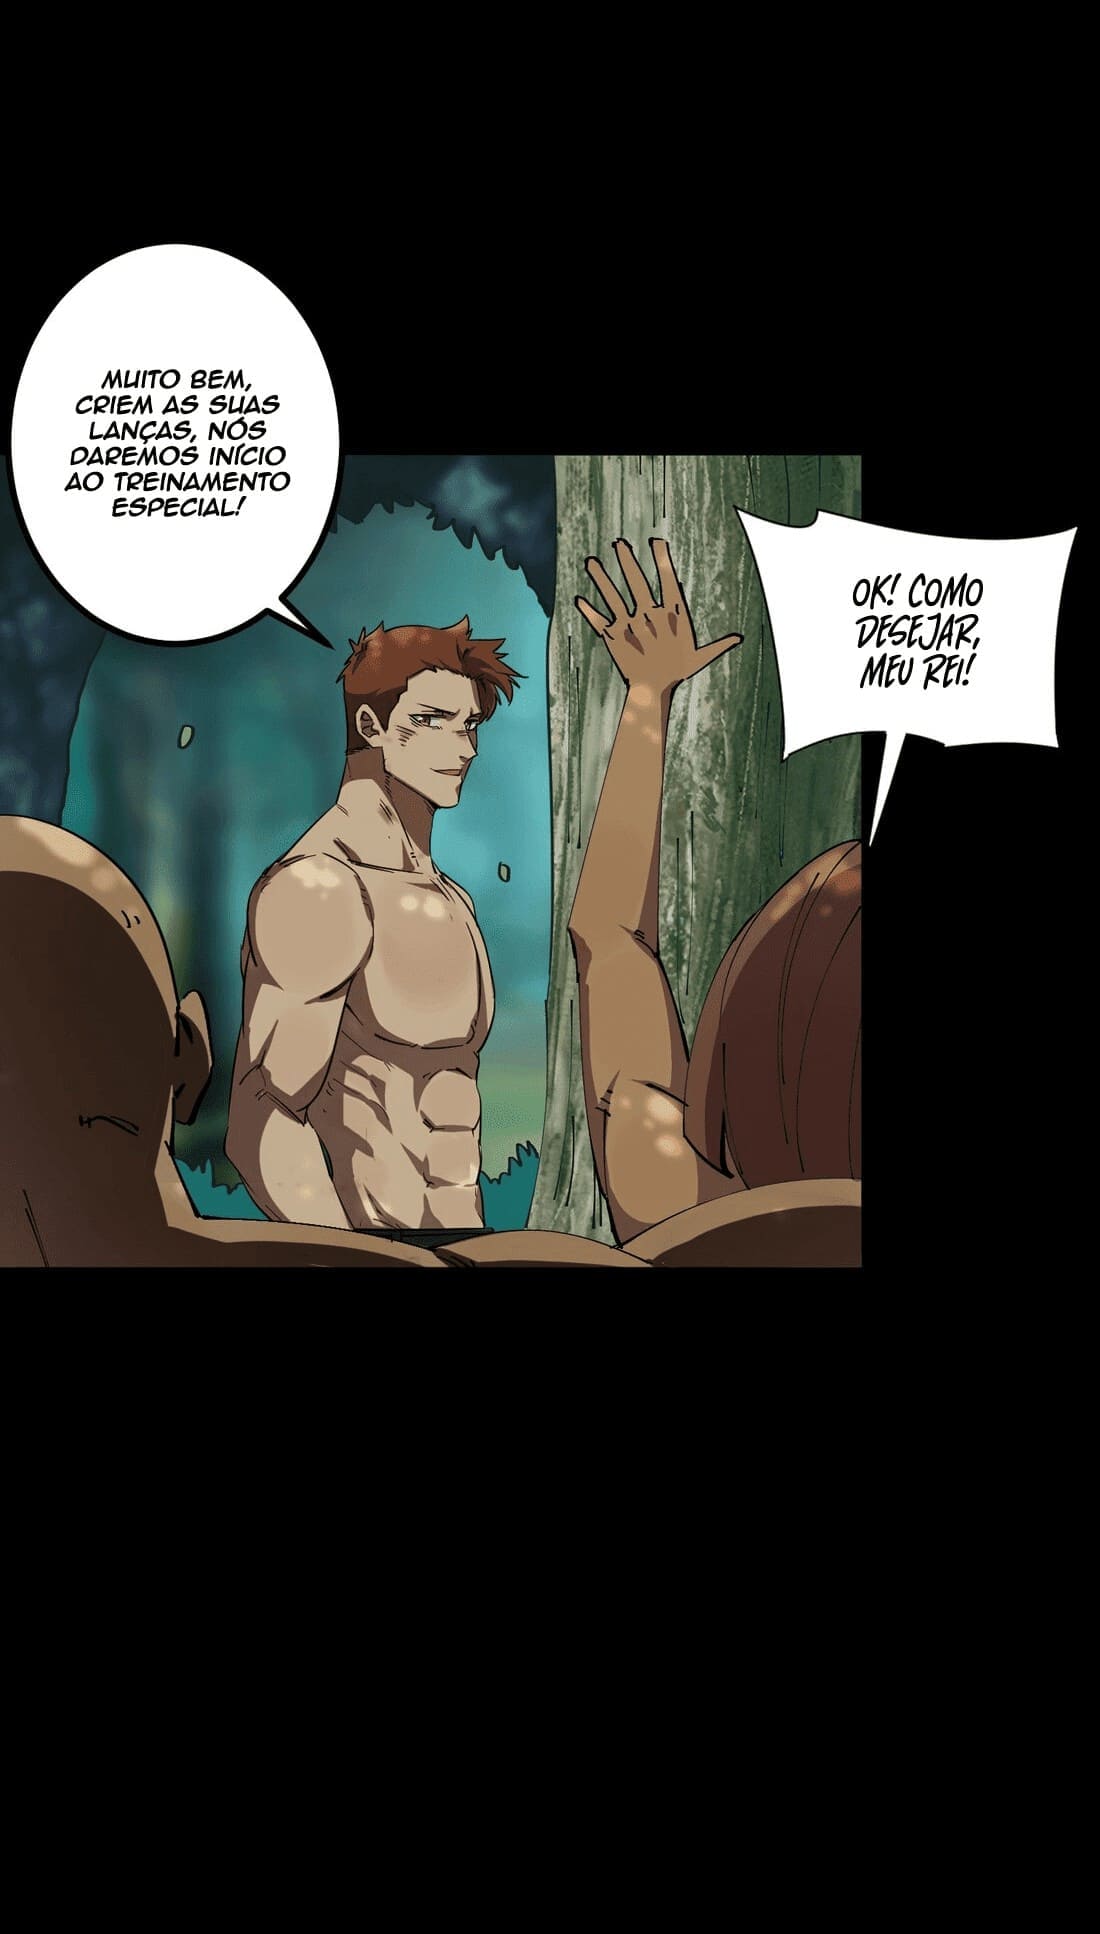 MUITO BEM,
CRIEM AS SUAS
LANÇAS, NÓS
DAREMOS INÍCIO
AO TREINAMENTO
ESPECIAL!
OK! COMO
DESEJAR,
MEU REI!